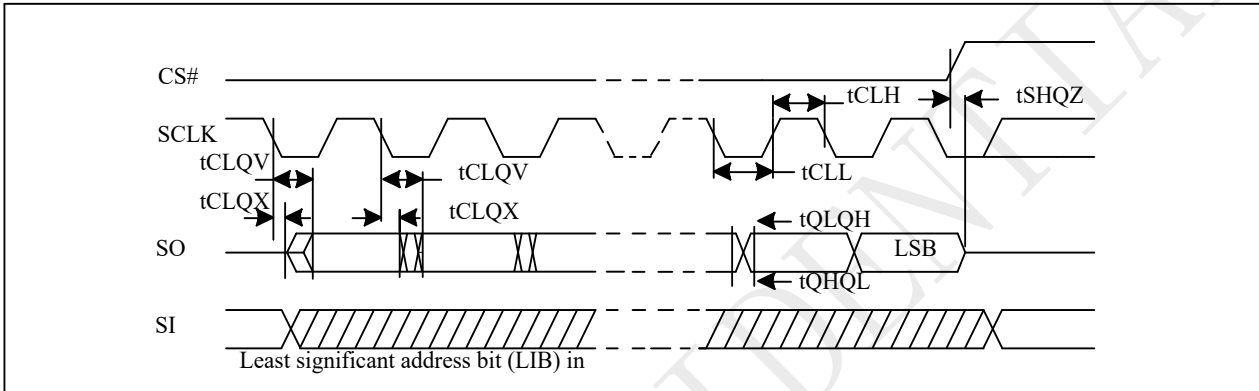 CS#
tCLH
tSHQZ
SCLK
tCLQV
tCLQV
tCLL
tCLQX
tCLQX
tQLQH
SO
LSB
tQHQL
SI
Least significant address bit (LIB) in